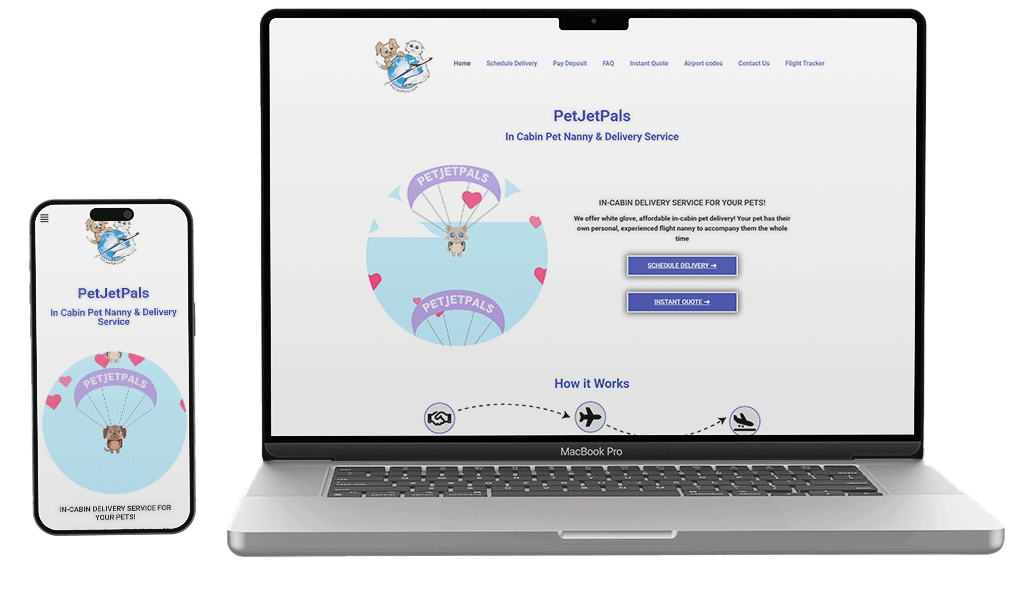 Home Schedule Delivery Pay Deposit FAQ Instant Quote Airport codes Contact Us Flight Tracker
PetJetPals
In Cabin Pet Nanny & Delivery Service
PETJETPALS
IN-CABIN DELIVERY SERVICE FOR YOUR PETS!
We offer white glove, affordable in-cabin pet delivery! Your pet has their
own personal, experienced flight nanny to accompany them the whole
time
SCHEDULE DELIVERY ➔
INSTANT QUOTE ➔
PETJETPALS
How it Works
MacBook Pro
PetJetPals
In Cabin Pet Nanny & Delivery
Service
PETJETPALS
IN-CABIN DELIVERY SERVICE FOR
YOUR PETS!